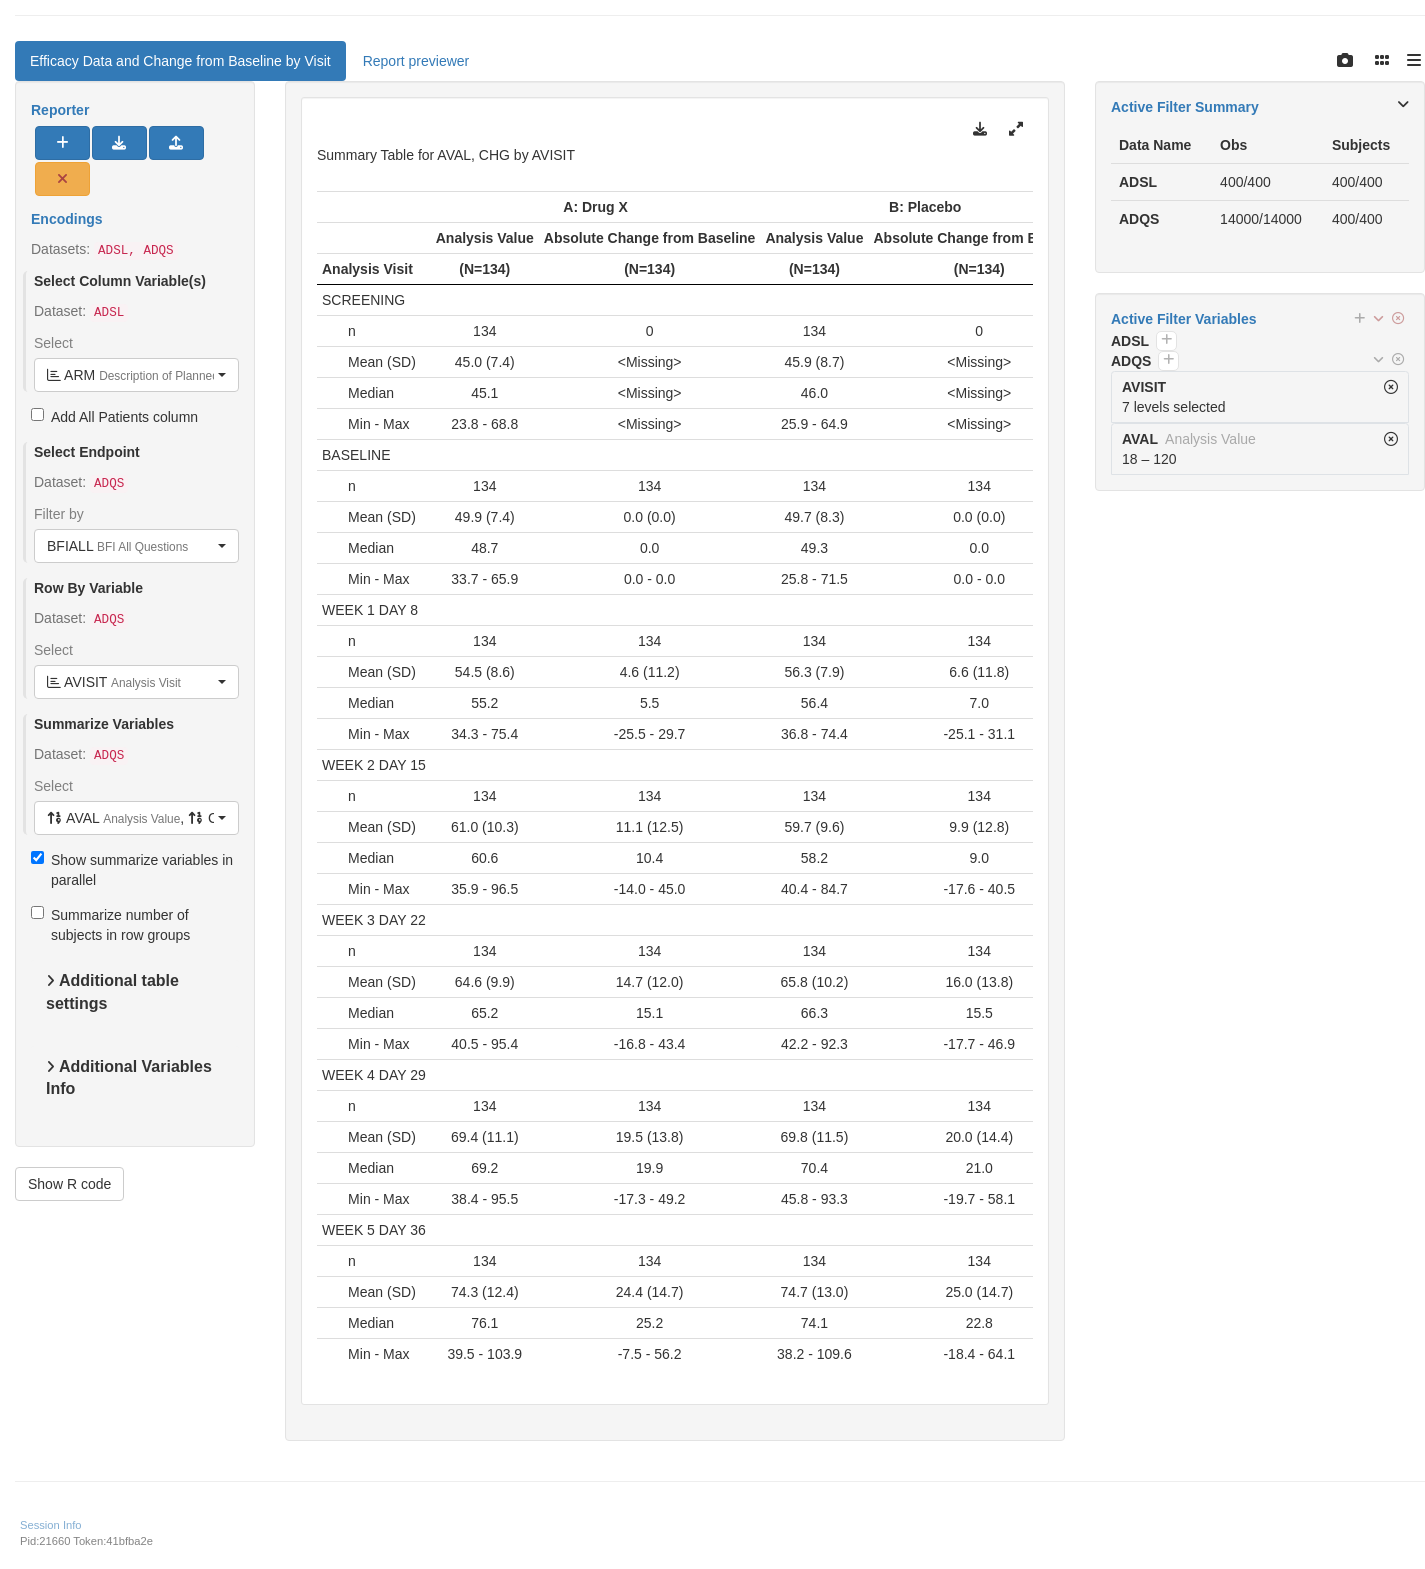 Efficacy Data and Change from Baseline by Visit
Report previewer
Reporter
Encodings
Datasets: ADSL, ADQS
Select Column Variable(s)
Dataset: ADSL
Select
ARM Description of Planne
Add All Patients column
Select Endpoint
Dataset: ADQS
Filter by
BFIALL BFI All Questions
Row By Variable
Dataset: ADQS
Select
AVISIT Analysis Visit
Summarize Variables
Dataset: ADQS
Select
AVAL Analysis Value,
Show summarize variables in
parallel
Summarize number of
subjects in row groups
Additional table
settings
Additional Variables
Info
Show R code
Summary Table for AVAL, CHG by AVISIT
A: Drug X B: Placebo
Analysis Value Absolute Change from Baseline Analysis Value Absolute Change from
Analysis Visit (N=134) (N=134) (N=134) (N=134)
SCREENING
n 134 0 134 0
Mean (SD) 45.0 (7.4) <Missing> 45.9 (8.7) <Missing>
Median 45.1 <Missing> 46.0 <Missing>
Min - Max 23.8 - 68.8 <Missing> 25.9 - 64.9 <Missing>
BASELINE
n 134 134 134 134
Mean (SD) 49.9 (7.4) 0.0 (0.0) 49.7 (8.3) 0.0 (0.0)
Median 48.7 0.0 49.3 0.0
Min - Max 33.7 - 65.9 0.0 - 0.0 25.8 - 71.5 0.0 - 0.0
WEEK 1 DAY 8
n 134 134 134 134
Mean (SD) 54.5 (8.6) 4.6 (11.2) 56.3 (7.9) 6.6 (11.8)
Median 55.2 5.5 56.4 7.0
Min - Max 34.3 - 75.4 -25.5 - 29.7 36.8 - 74.4 -25.1 - 31.1
WEEK 2 DAY 15
n 134 134 134 134
Mean (SD) 61.0 (10.3) 11.1 (12.5) 59.7 (9.6) 9.9 (12.8)
Median 60.6 10.4 58.2 9.0
Min - Max 35.9 - 96.5 -14.0 - 45.0 40.4 - 84.7 -17.6 - 40.5
WEEK 3 DAY 22
n 134 134 134 134
Mean (SD) 64.6 (9.9) 14.7 (12.0) 65.8 (10.2) 16.0 (13.8)
Median 65.2 15.1 66.3 15.5
Min - Max 40.5 - 95.4 -16.8 - 43.4 42.2 - 92.3 -17.7 - 46.9
WEEK 4 DAY 29
n 134 134 134 134
Mean (SD) 69.4 (11.1) 19.5 (13.8) 69.8 (11.5) 20.0 (14.4)
Median 69.2 19.9 70.4 21.0
Min - Max 38.4 - 95.5 -17.3 - 49.2 45.8 - 93.3 -19.7 - 58.1
WEEK 5 DAY 36
n 134 134 134 134
Mean (SD) 74.3 (12.4) 24.4 (14.7) 74.7 (13.0) 25.0 (14.7)
Median 76.1 25.2 74.1 22.8
Min - Max 39.5 - 103.9 -7.5 - 56.2 38.2 - 109.6 -18.4 - 64.1
Active Filter Summary
Data Name Obs Subjects
ADSL 400/400 400/400
ADQS 14000/14000 400/400
Active Filter Variables
ADSL
ADQS
AVISIT
7 levels selected
AVAL Analysis Value
18 – 120
Session Info
Pid:21660 Token:41bfba2e